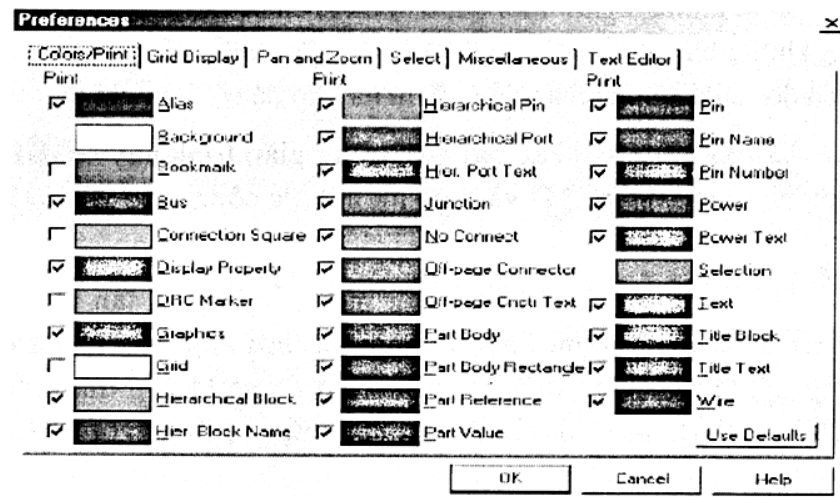 Preferences
Colors/Print
Grid Display
Pan and Zoom
Select
Miscellaneous
Text Editor
Print
Alias
Background
Bookmark
Bus
Connection Square
Display Property
DRC Marker
Graphics
Grid
Hierarchical Block
Hier. Block Name
Print
Hierarchical Pin
Hierarchical Port
Hier. Port Text
Junction
No Connect
Off-page Connector
Off-page Cnctr Text
Part Body
Part Body Rectangle
Part Reference
Part Value
Print
Pin
Pin Name
Pin Number
Power
Power Text
Selection
Text
Title Block
Title Text
Wire
Use Defaults
OK
Cancel
Help